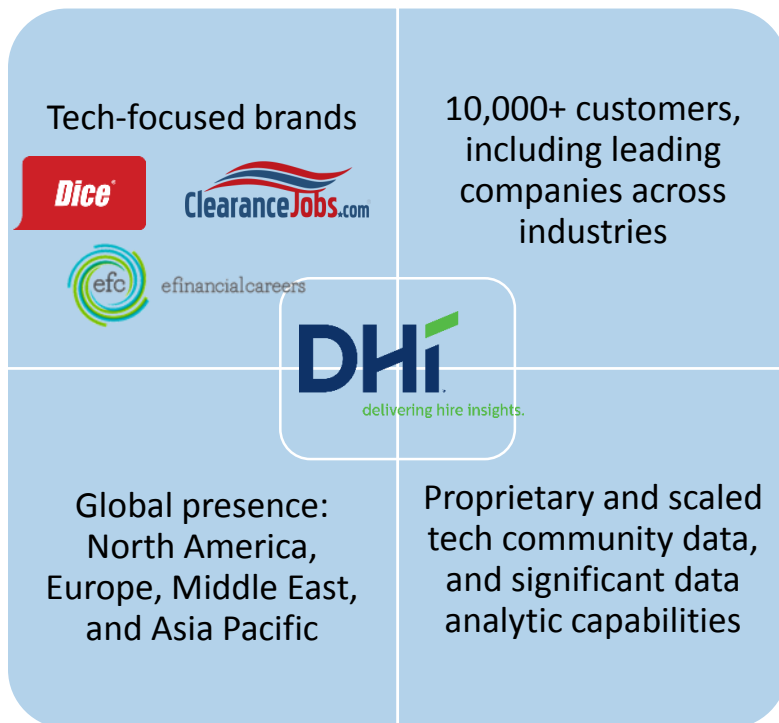 Tech-focused brands
Dice
ClearanceJobs.com
efc efinancialcareers
10,000+ customers,
including leading
companies across
industries
DHi
delivering hire insights.
Global presence:
North America,
Europe, Middle East,
and Asia Pacific
Proprietary and scaled
tech community data,
and significant data
analytic capabilities